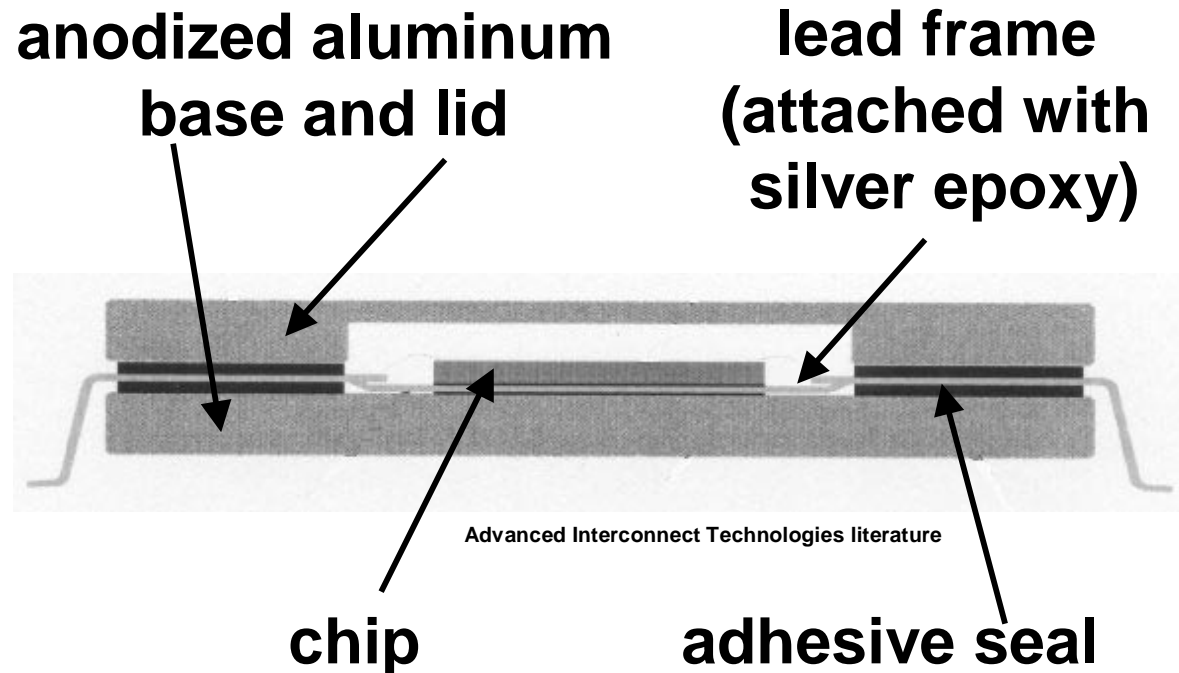 anodized aluminum
base and lid
lead frame
(attached with
silver epoxy)
Advanced Interconnect Technologies literature
chip
adhesive seal